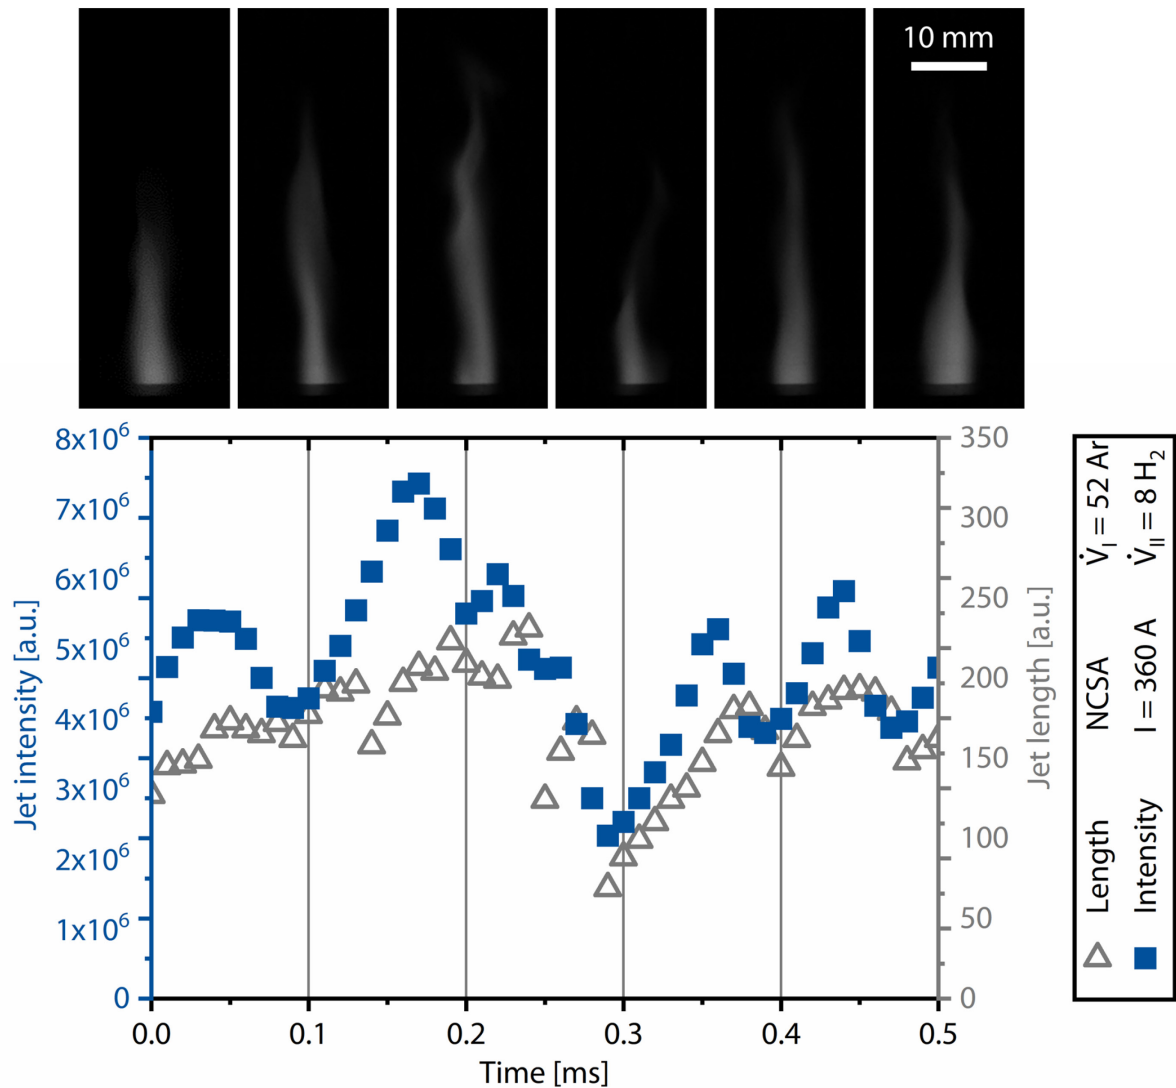 10 mm
8x10⁶
7x10⁶
6x10⁶
5x10⁶
4x10⁶
3x10⁶
2x10⁶
1x10⁶
0
Jet intensity [a.u.]
350
300
250
200
150
100
50
0
Jet length [a.u.]
0.0 0.1 0.2 0.3 0.4 0.5
Time [ms]
Length NCSA V̇I = 52 Ar
Intensity I = 360 A V̇II = 8 H₂